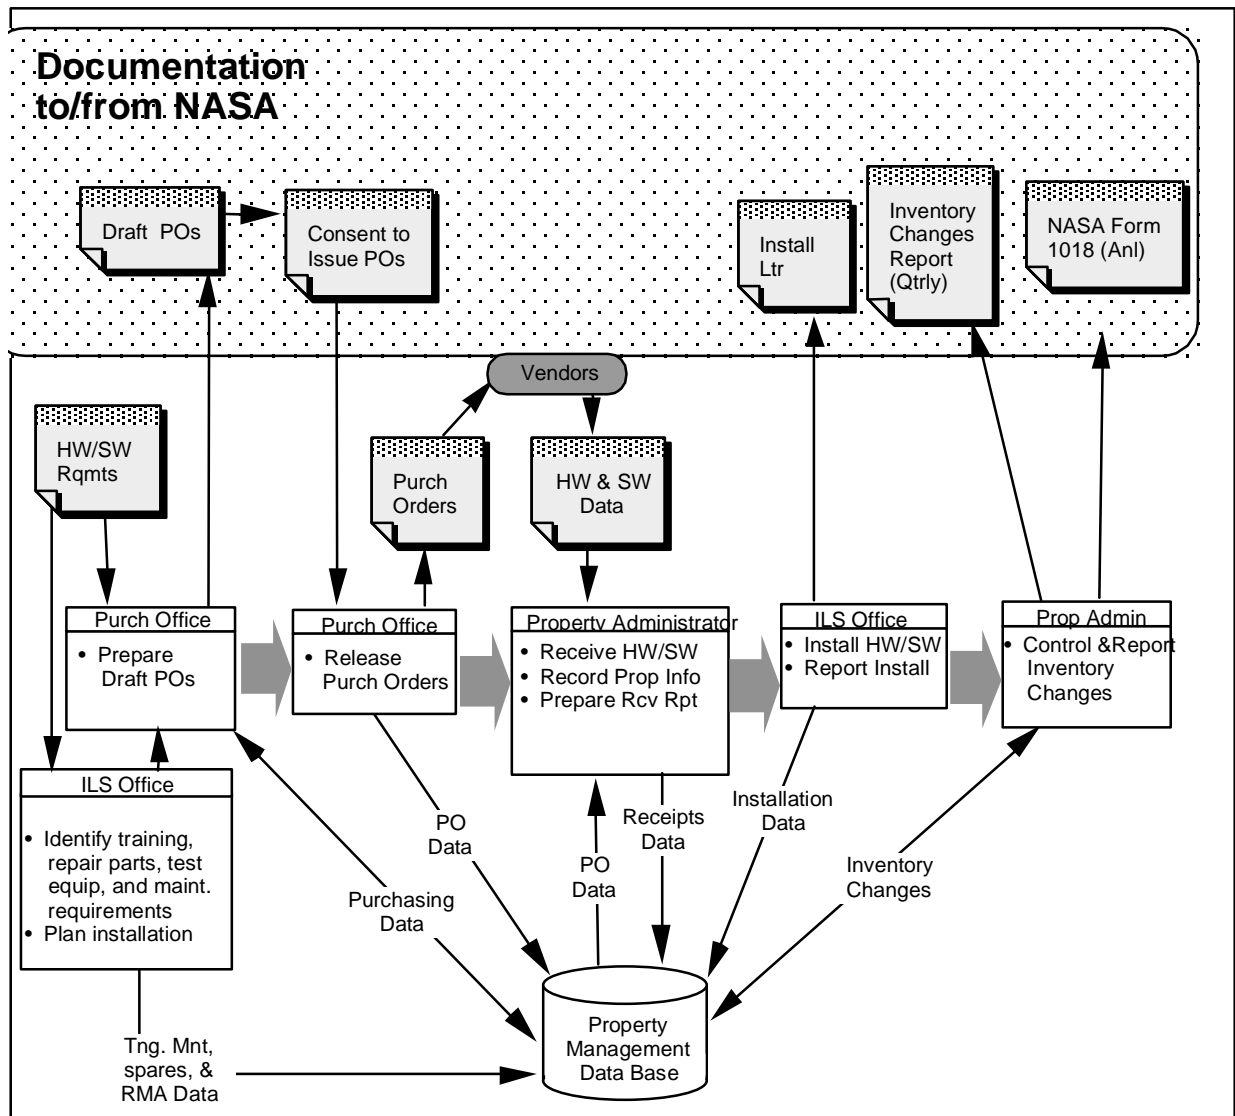 Documentation
to/from NASA
Draft POs
Consent to
Issue POs
Install
Ltr
Inventory
Changes
Report
(Qtrly)
NASA Form
1018 (Anl)
Vendors
HW/SW
Rqmts
Purch
Orders
HW & SW
Data
Purch Office
• Prepare
Draft POs
Purch Office
• Release
Purch Orders
Property Administrator
• Receive HW/SW
• Record Prop Info
• Prepare Rcv Rpt
ILS Office
• Install HW/SW
• Report Install
Prop Admin
• Control &Report
Inventory
Changes
ILS Office
• Identify training,
repair parts, test
equip, and maint.
requirements
• Plan installation
PO
Data
Purchasing
Data
PO
Data
Receipts
Data
Installation
Data
Inventory
Changes
Property
Management
Data Base
Tng. Mnt,
spares, &
RMA Data